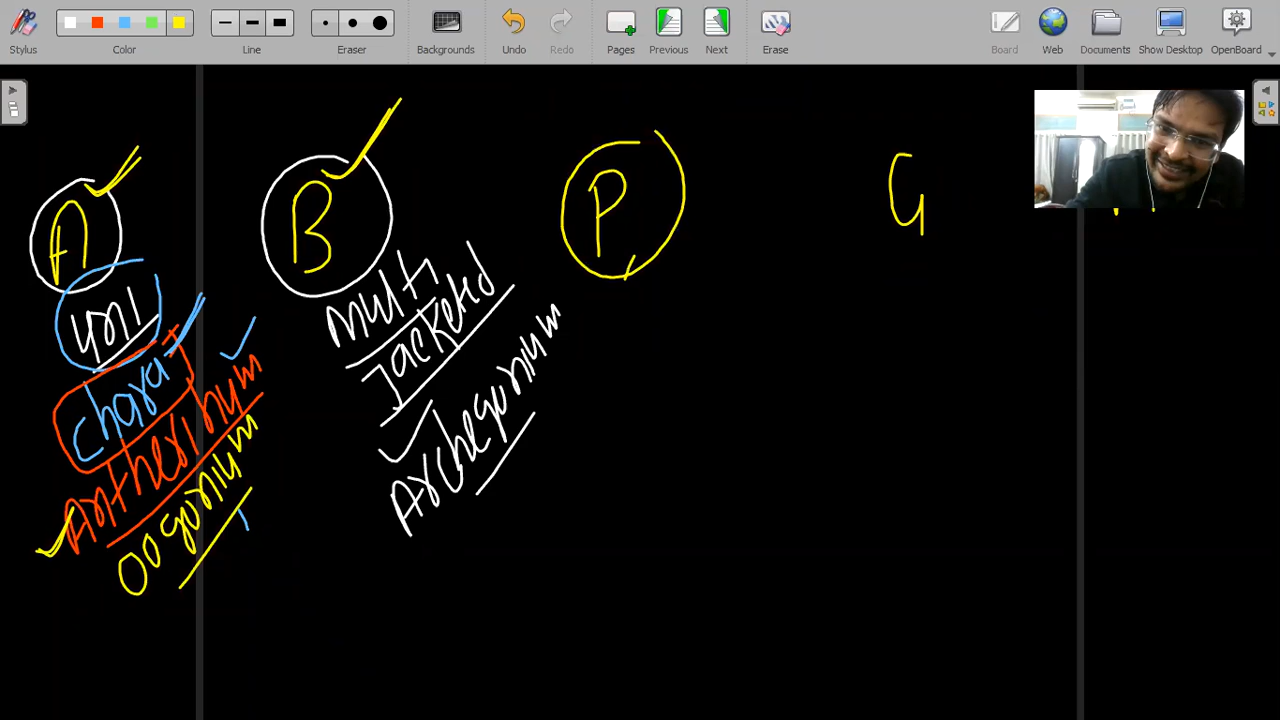 Stylus
Color
Line
Eraser
Backgrounds
Undo
Redo
Pages
Previous
Next
Erase
Board
Web
Documents
Show Desktop
OpenBoard
A
B
P
G
uni
chara
Antheridium
oogonium
Multi
Jacketed
Archegonium